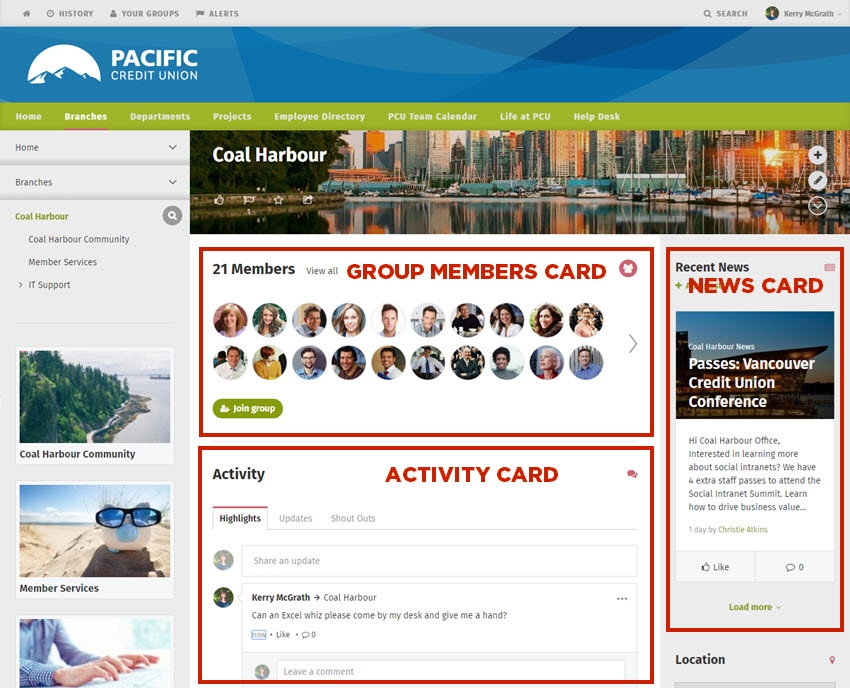 HISTORY YOUR GROUPS ALERTS SEARCH Kerry McGrath
PACIFIC
CREDIT UNION
Home Branches Departments Projects Employee Directory PCU Team Calendar Life at PCU Help Desk
Home
Branches
Coal Harbour
Coal Harbour Community
Member Services
IT Support
Coal Harbour Community
Member Services
Coal Harbour
1
21 Members View all GROUP MEMBERS CARD
Join group
Activity ACTIVITY CARD
Highlights Updates Shout Outs
Share an update
Kerry McGrath → Coal Harbour
Can an Excel whiz please come by my desk and give me a hand?
now • Like • 0
Leave a comment
Recent News
NEWS CARD
Coal Harbour News
Passes: Vancouver
Credit Union
Conference
Hi Coal Harbour Office,
Interested in learning more
about social intranets? We have
4 extra staff passes to attend the
Social Intranet Summit. Learn
how to drive business value...
1 day by Christie Atkins
Like 0
Load more
Location